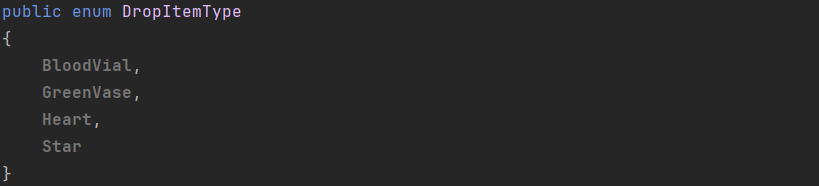 public enum DropItemType
{
    BloodVial,
    GreenVase,
    Heart,
    Star
}